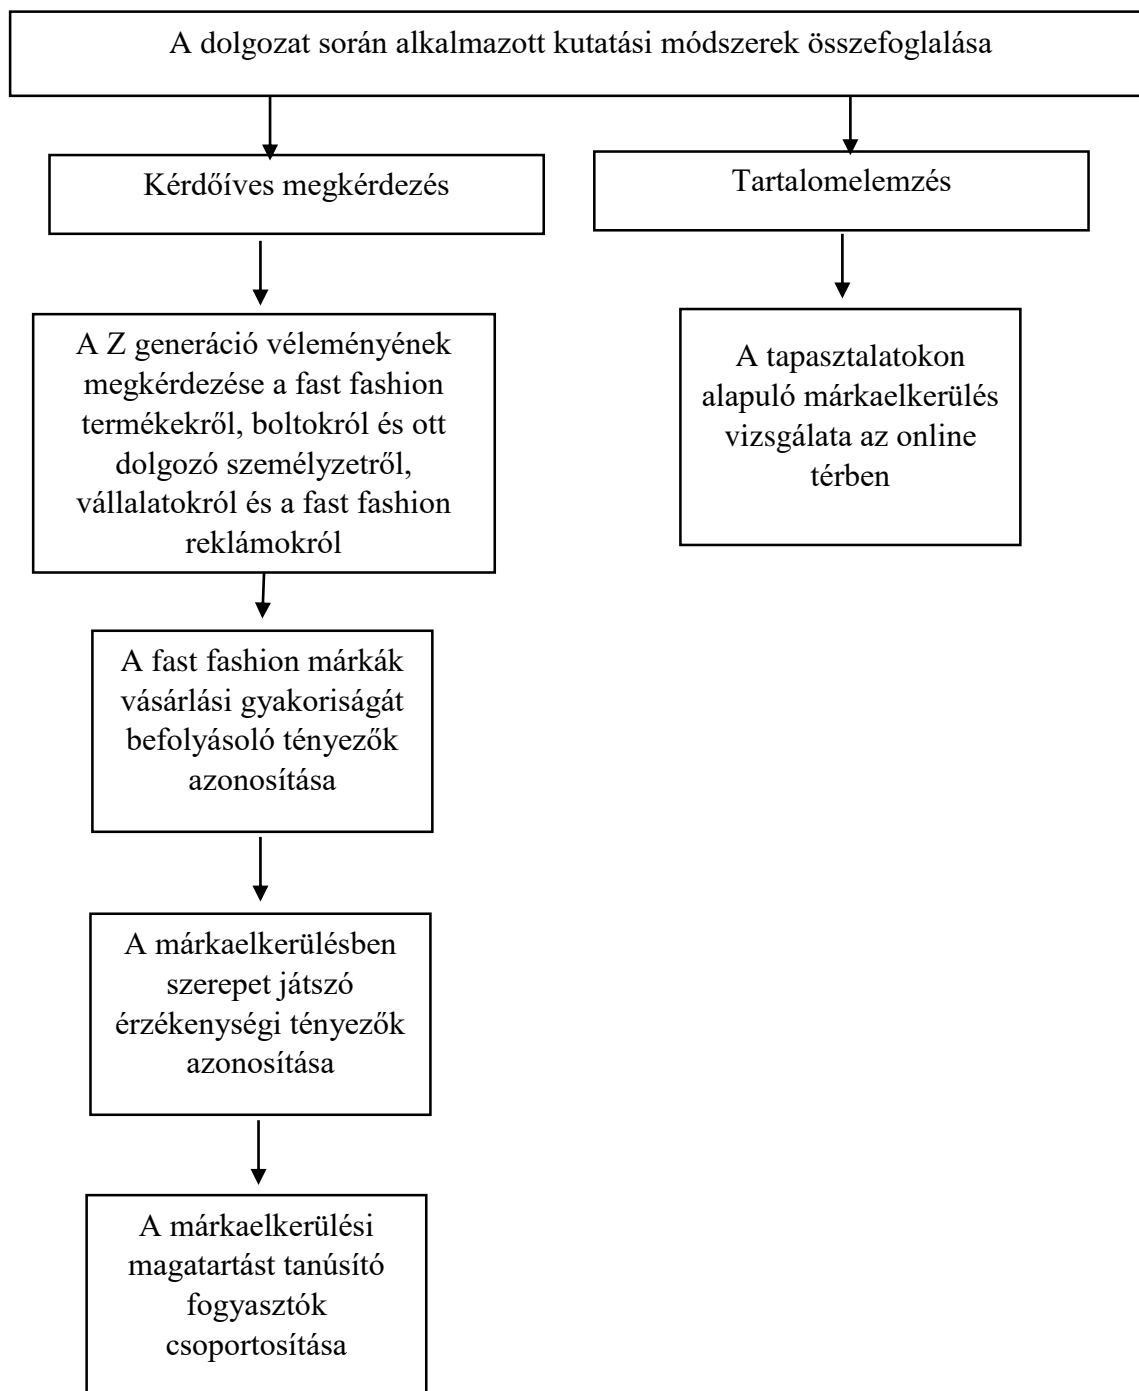 A dolgozat során alkalmazott kutatási módszerek összefoglalása
Kérdőíves megkérdezés
Tartalomelemzés
A Z generáció véleményének
megkérdezése a fast fashion
termékekről, boltokról és ott
dolgozó személyzetről,
vállalatokról és a fast fashion
reklámokról
A tapasztalatokon
alapuló márkaelkerülés
vizsgálata az online
térben
A fast fashion márkák
vásárlási gyakoriságát
befolyásoló tényezők
azonosítása
A márkaelkerülésben
szerepet játszó
érzékenységi tényezők
azonosítása
A márkaelkerülési
magatartást tanúsító
fogyasztók
csoportosítása